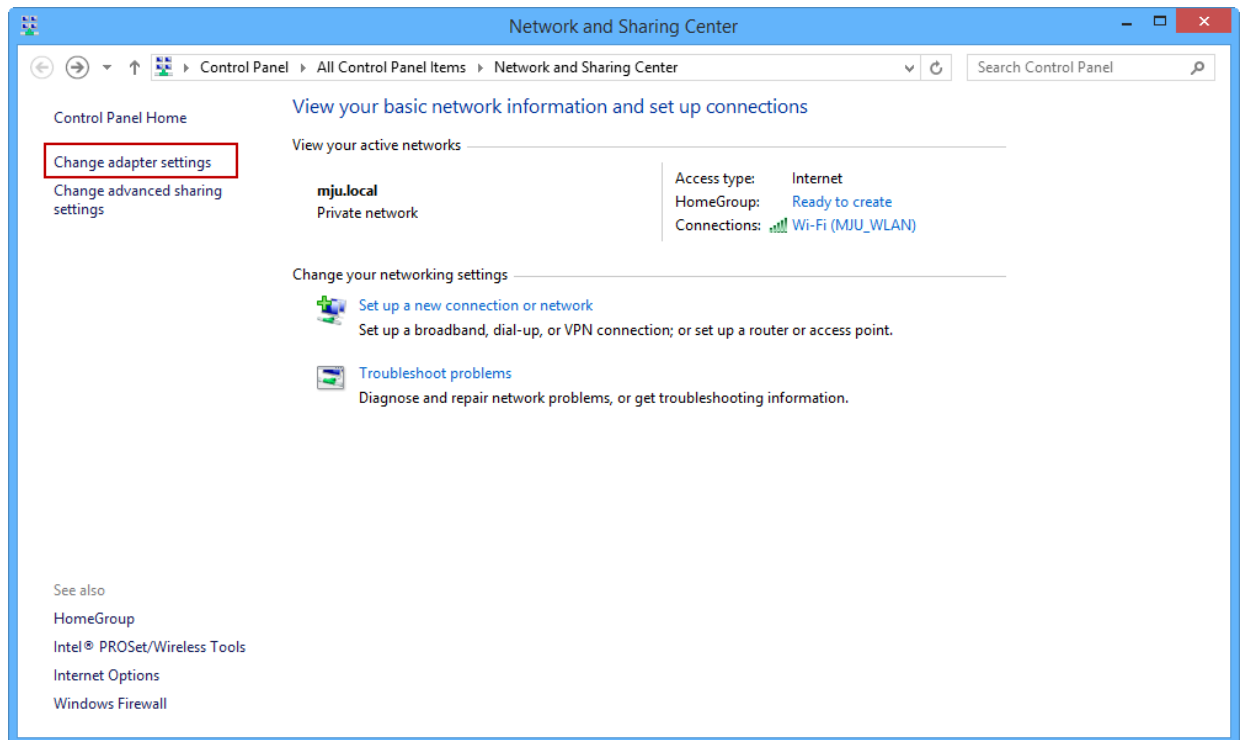 Network and Sharing Center
Control Panel Al Control Panel Items Network and Sharing Center
Search Control Panel
Control Panel Home
Change adapter settings
Change advanced sharing
settings
View your basic network information and set up connections
View your active networks
mju.local
Private network
Access type: Internet
HomeGroup: Ready to create
Connections: Wi-Fi (MJU_WLAN)
Change your networking settings
Set up a new connection or network
Set up a broadband, dial-up, or VPN connection; or set up a router or access point.
Troubleshoot problems
Diagnose and repair network problems, or get troubleshooting information.
See also
HomeGroup
Intel® PROSet/Wireless Tools
Internet Options
Windows Firewall